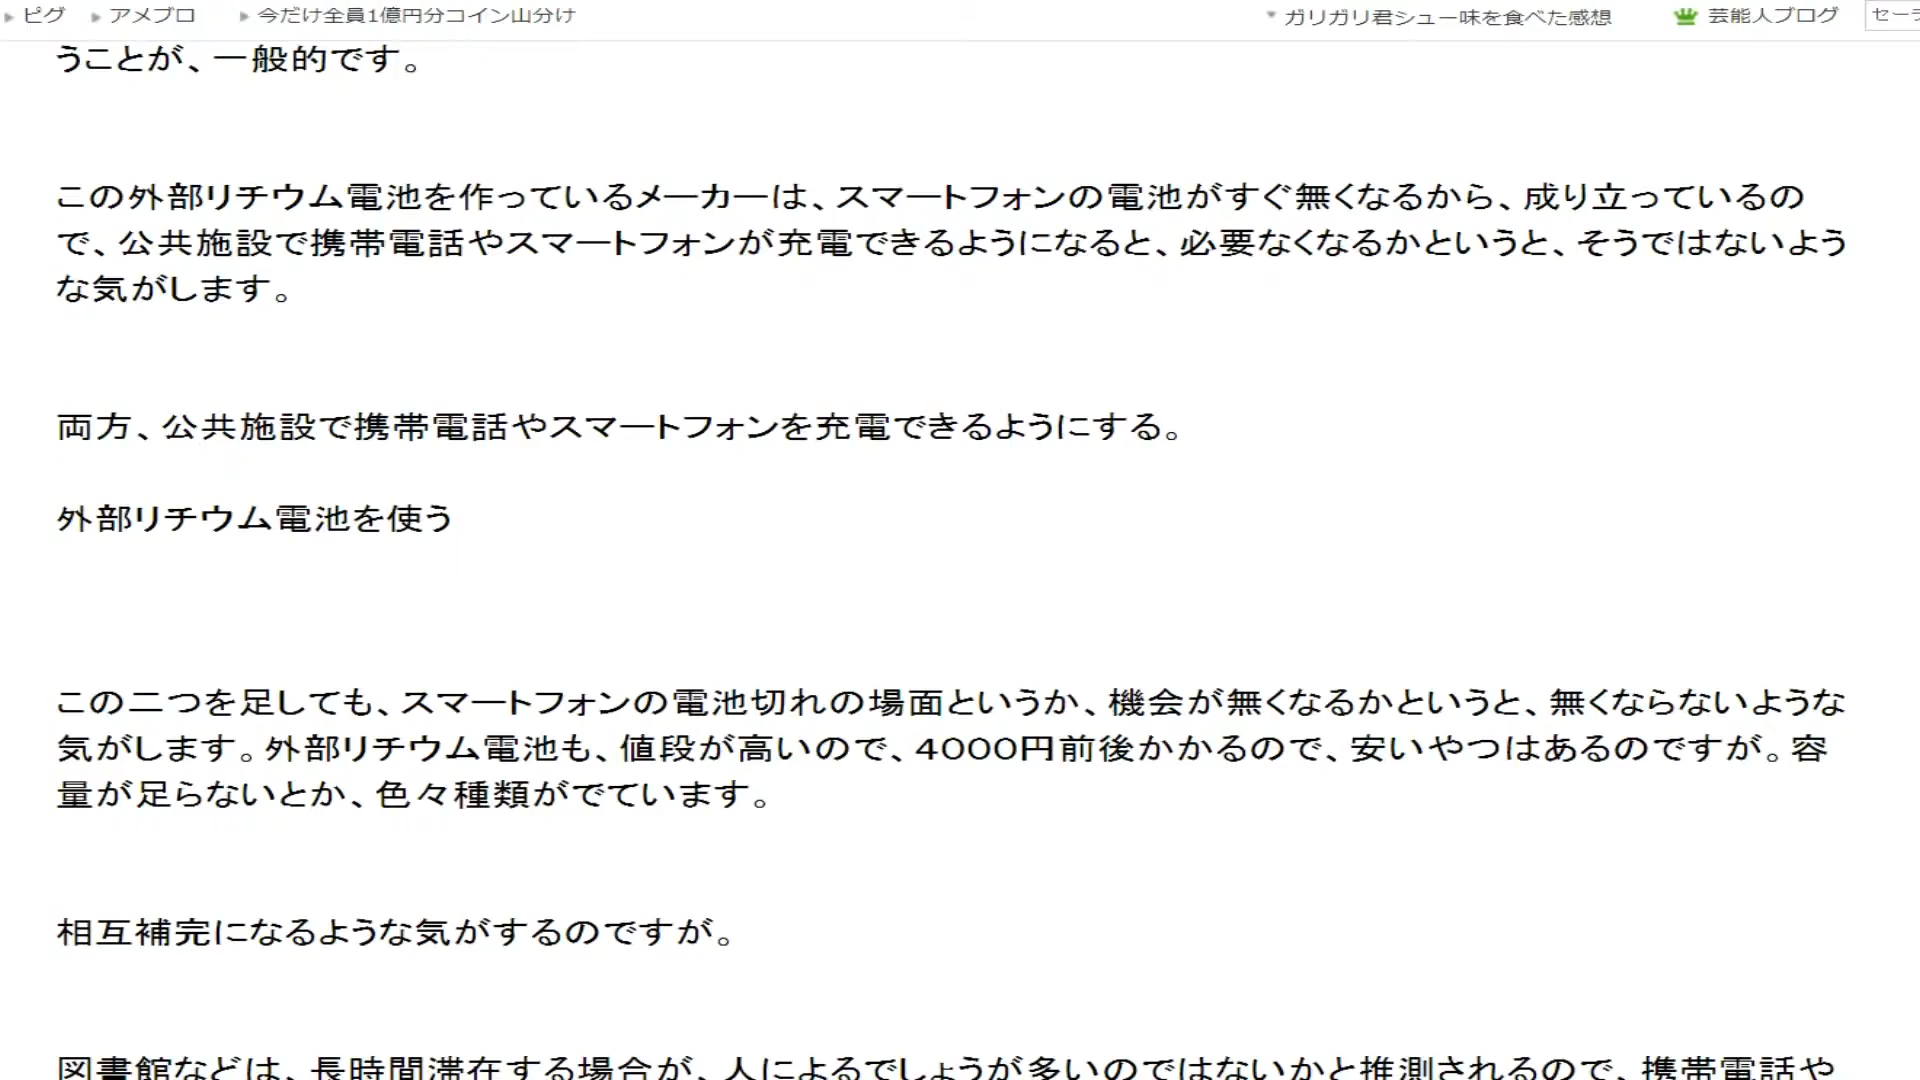 ピグ アメブロ 今だけ全員1億円分コイン山分け ガリガリ君シュー味を食べた感想 芸能人ブログ
うことが、一般的です。
この外部リチウム電池を作っているメーカーは、スマートフォンの電池がすぐ無くなるから、成り立っているの
で、公共施設で携帯電話やスマートフォンが充電できるようになると、必要なくなるかというと、そうではないよう
な気がします。
両方、公共施設で携帯電話やスマートフォンを充電できるようにする。
外部リチウム電池を使う
この二つを足しても、スマートフォンの電池切れの場面というか、機会が無くなるかというと、無くならないような
気がします。外部リチウム電池も、値段が高いので、4000円前後かかるので、安いやつはあるのですが。容
量が足らないとか、色々種類がでています。
相互補完になるような気がするのですが。
図書館などは、長時間滞在する場合が、人によるでしょうが多いのではないかと推測されるので、携帯電話や